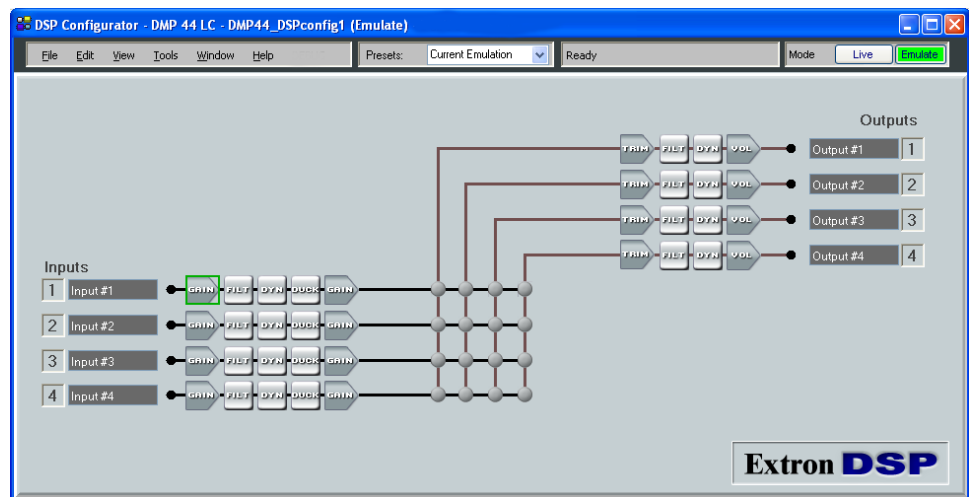 DSP Configurator - DMP 44 LC - DMP44_DSPconfig1 (Emulate)
File Edit View Tools Window Help Presets: Current Emulation Ready Mode Live Emulate
Outputs
TRIM FILT DYN VOL Output #1 1
TRIM FILT DYN VOL Output #2 2
TRIM FILT DYN VOL Output #3 3
TRIM FILT DYN VOL Output #4 4
Inputs
1 Input #1 GAIN FILT DYN DUCK GAIN
2 Input #2 GAIN FILT DYN DUCK GAIN
3 Input #3 GAIN FILT DYN DUCK GAIN
4 Input #4 GAIN FILT DYN DUCK GAIN
Extron DSP